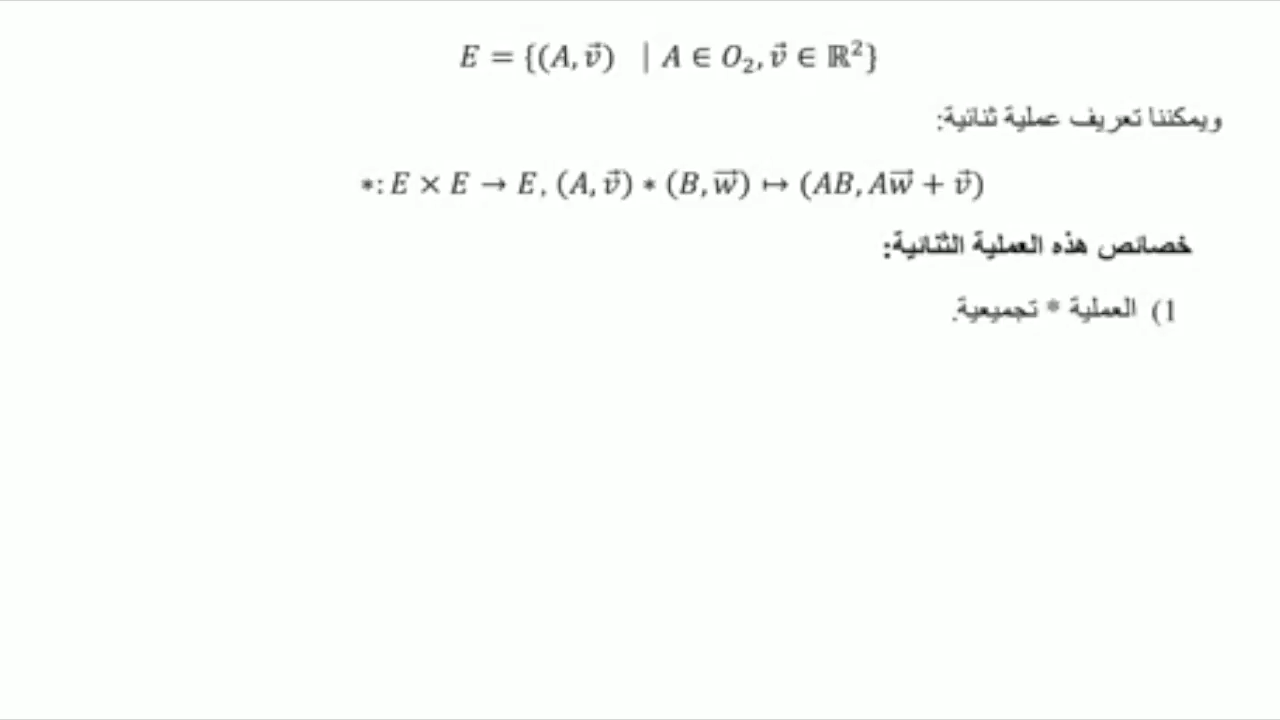 E = {(A, v⃗) | A ∈ O₂, v⃗ ∈ ℝ²}
ويمكننا تعريف عملية ثنائية:
∗: E × E → E, (A, v⃗) ∗ (B, w⃗) ↦ (AB, Aw⃗ + v⃗)
خصائص هذه العملية الثنائية:
1) العملية * تجميعية.